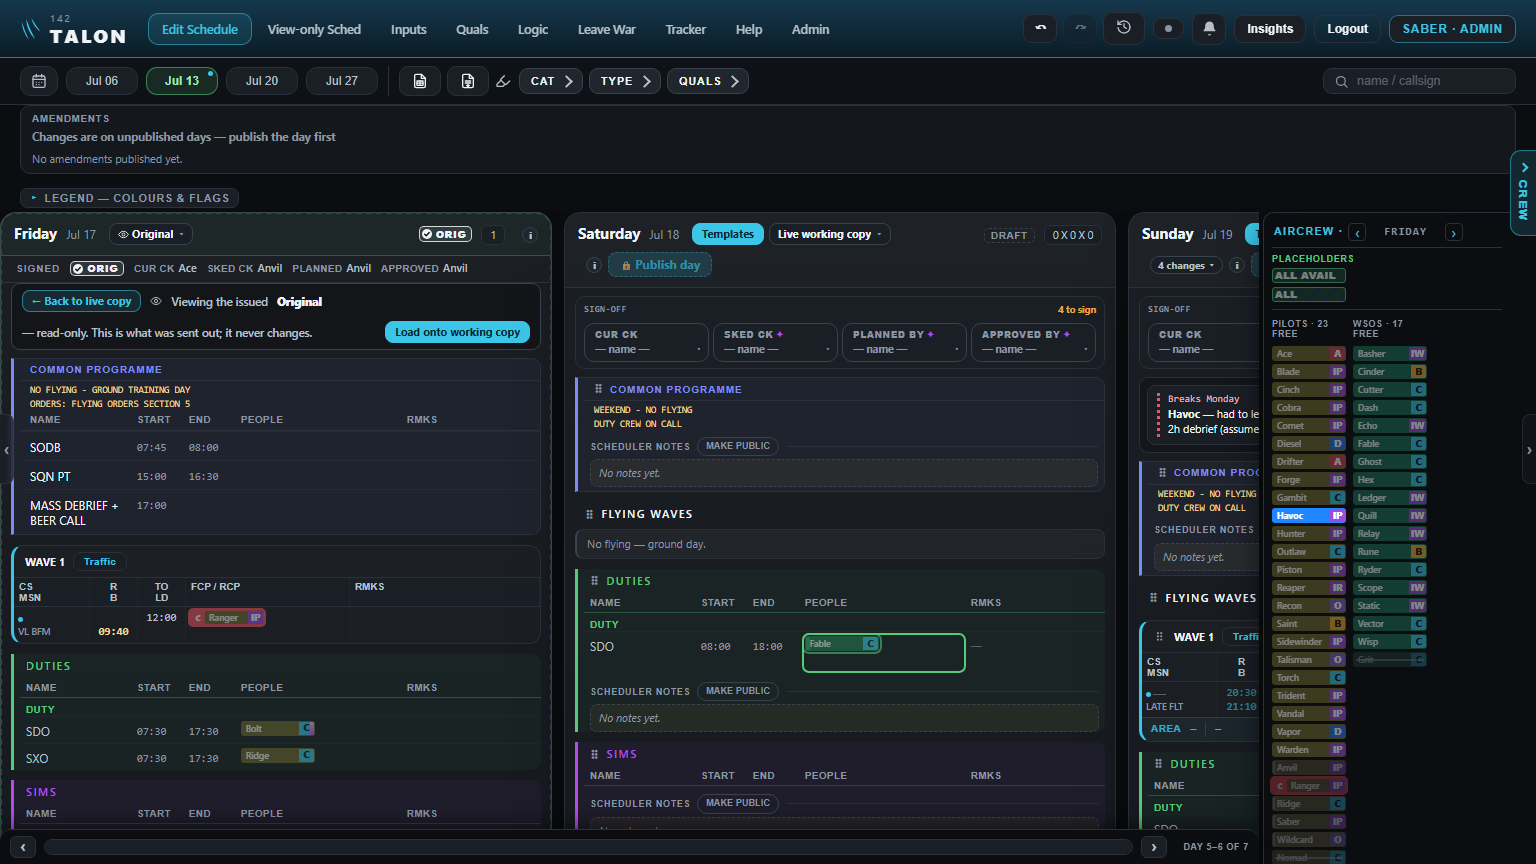 142
TALON
Edit Schedule
View-only Sched
Inputs
Quals
Logic
Leave War
Tracker
Help
Admin
Insights
Logout
SABER · ADMIN
Jul 06
Jul 13
Jul 20
Jul 27
CAT
TYPE
QUALS
name / callsign
AMENDMENTS
Changes are on unpublished days — publish the day first
No amendments published yet.
LEGEND — COLOURS & FLAGS
CREW
Friday Jul 17
Original
ORIG
1
SIGNED ORIG CUR CK Ace SKED CK Anvil PLANNED Anvil APPROVED Anvil
← Back to live copy
Viewing the issued Original
— read-only. This is what was sent out; it never changes.
Load onto working copy
COMMON PROGRAMME
NO FLYING - GROUND TRAINING DAY
ORDERS: FLYING ORDERS SECTION 5
NAME START END PEOPLE RMKS
SODB 07:45 08:00
SQN PT 15:00 16:30
MASS DEBRIEF + 17:00
BEER CALL
WAVE 1 Traffic
CS R TO FCP / RCP RMKS
MSN B LD
12:00 c Ranger IP
VL BFM 09:40
DUTIES
NAME START END PEOPLE RMKS
DUTY
SDO 07:30 17:30 Bolt C
SXO 07:30 17:30 Ridge C
SIMS
NAME START END PEOPLE RMKS
Saturday Jul 18
Templates
Live working copy
DRAFT
0X0X0
i
Publish day
SIGN-OFF
4 to sign
CUR CK
— name —
SKED CK
— name —
PLANNED BY
— name —
APPROVED BY
— name —
COMMON PROGRAMME
WEEKEND - NO FLYING
DUTY CREW ON CALL
SCHEDULER NOTES MAKE PUBLIC
No notes yet.
FLYING WAVES
No flying — ground day.
DUTIES
NAME START END PEOPLE RMKS
DUTY
SDO 08:00 18:00 Fable C —
SCHEDULER NOTES MAKE PUBLIC
No notes yet.
SIMS
NAME START END PEOPLE RMKS
SCHEDULER NOTES MAKE PUBLIC
Sunday Jul 19
4 changes
i
SIGN-OFF
CUR CK
— name —
Breaks Monday
Havoc — had to le
2h debrief (assume
COMMON PROG
WEEKEND - NO FLYING
DUTY CREW ON CALL
SCHEDULER NOTES
No notes yet.
FLYING WAVES
WAVE 1 Traffi
CS R
MSN B
— 20:30
LATE FLT 21:10
AREA — —
DUTIES
NAME
DUTY
SDO
AIRCREW ·
FRIDAY
PLACEHOLDERS
ALL AVAIL
ALL
PILOTS · 23 WSOS · 17
FREE FREE
Ace A Basher IW
Blade IP Cinder B
Cinch IP Cutter C
Cobra IP Dash C
Comet IP Echo IW
Diesel D Fable C
Drifter A Ghost C
Forge IP Hex C
Gambit C Ledger IW
Havoc IP Quill IW
Hunter IP Relay IW
Outlaw C Rune B
Piston IP Ryder C
Reaper IR Scope IW
Recon O Static IW
Saint B Vector C
Sidewinder IP Wisp C
Talisman O Grit C
Torch C
Trident IP
Vandal IP
Vapor D
Warden IP
Anvil IP
c Ranger IP
Ridge C
Saber IP
Wildcard O
Nomad C
DAY 5–6 OF 7